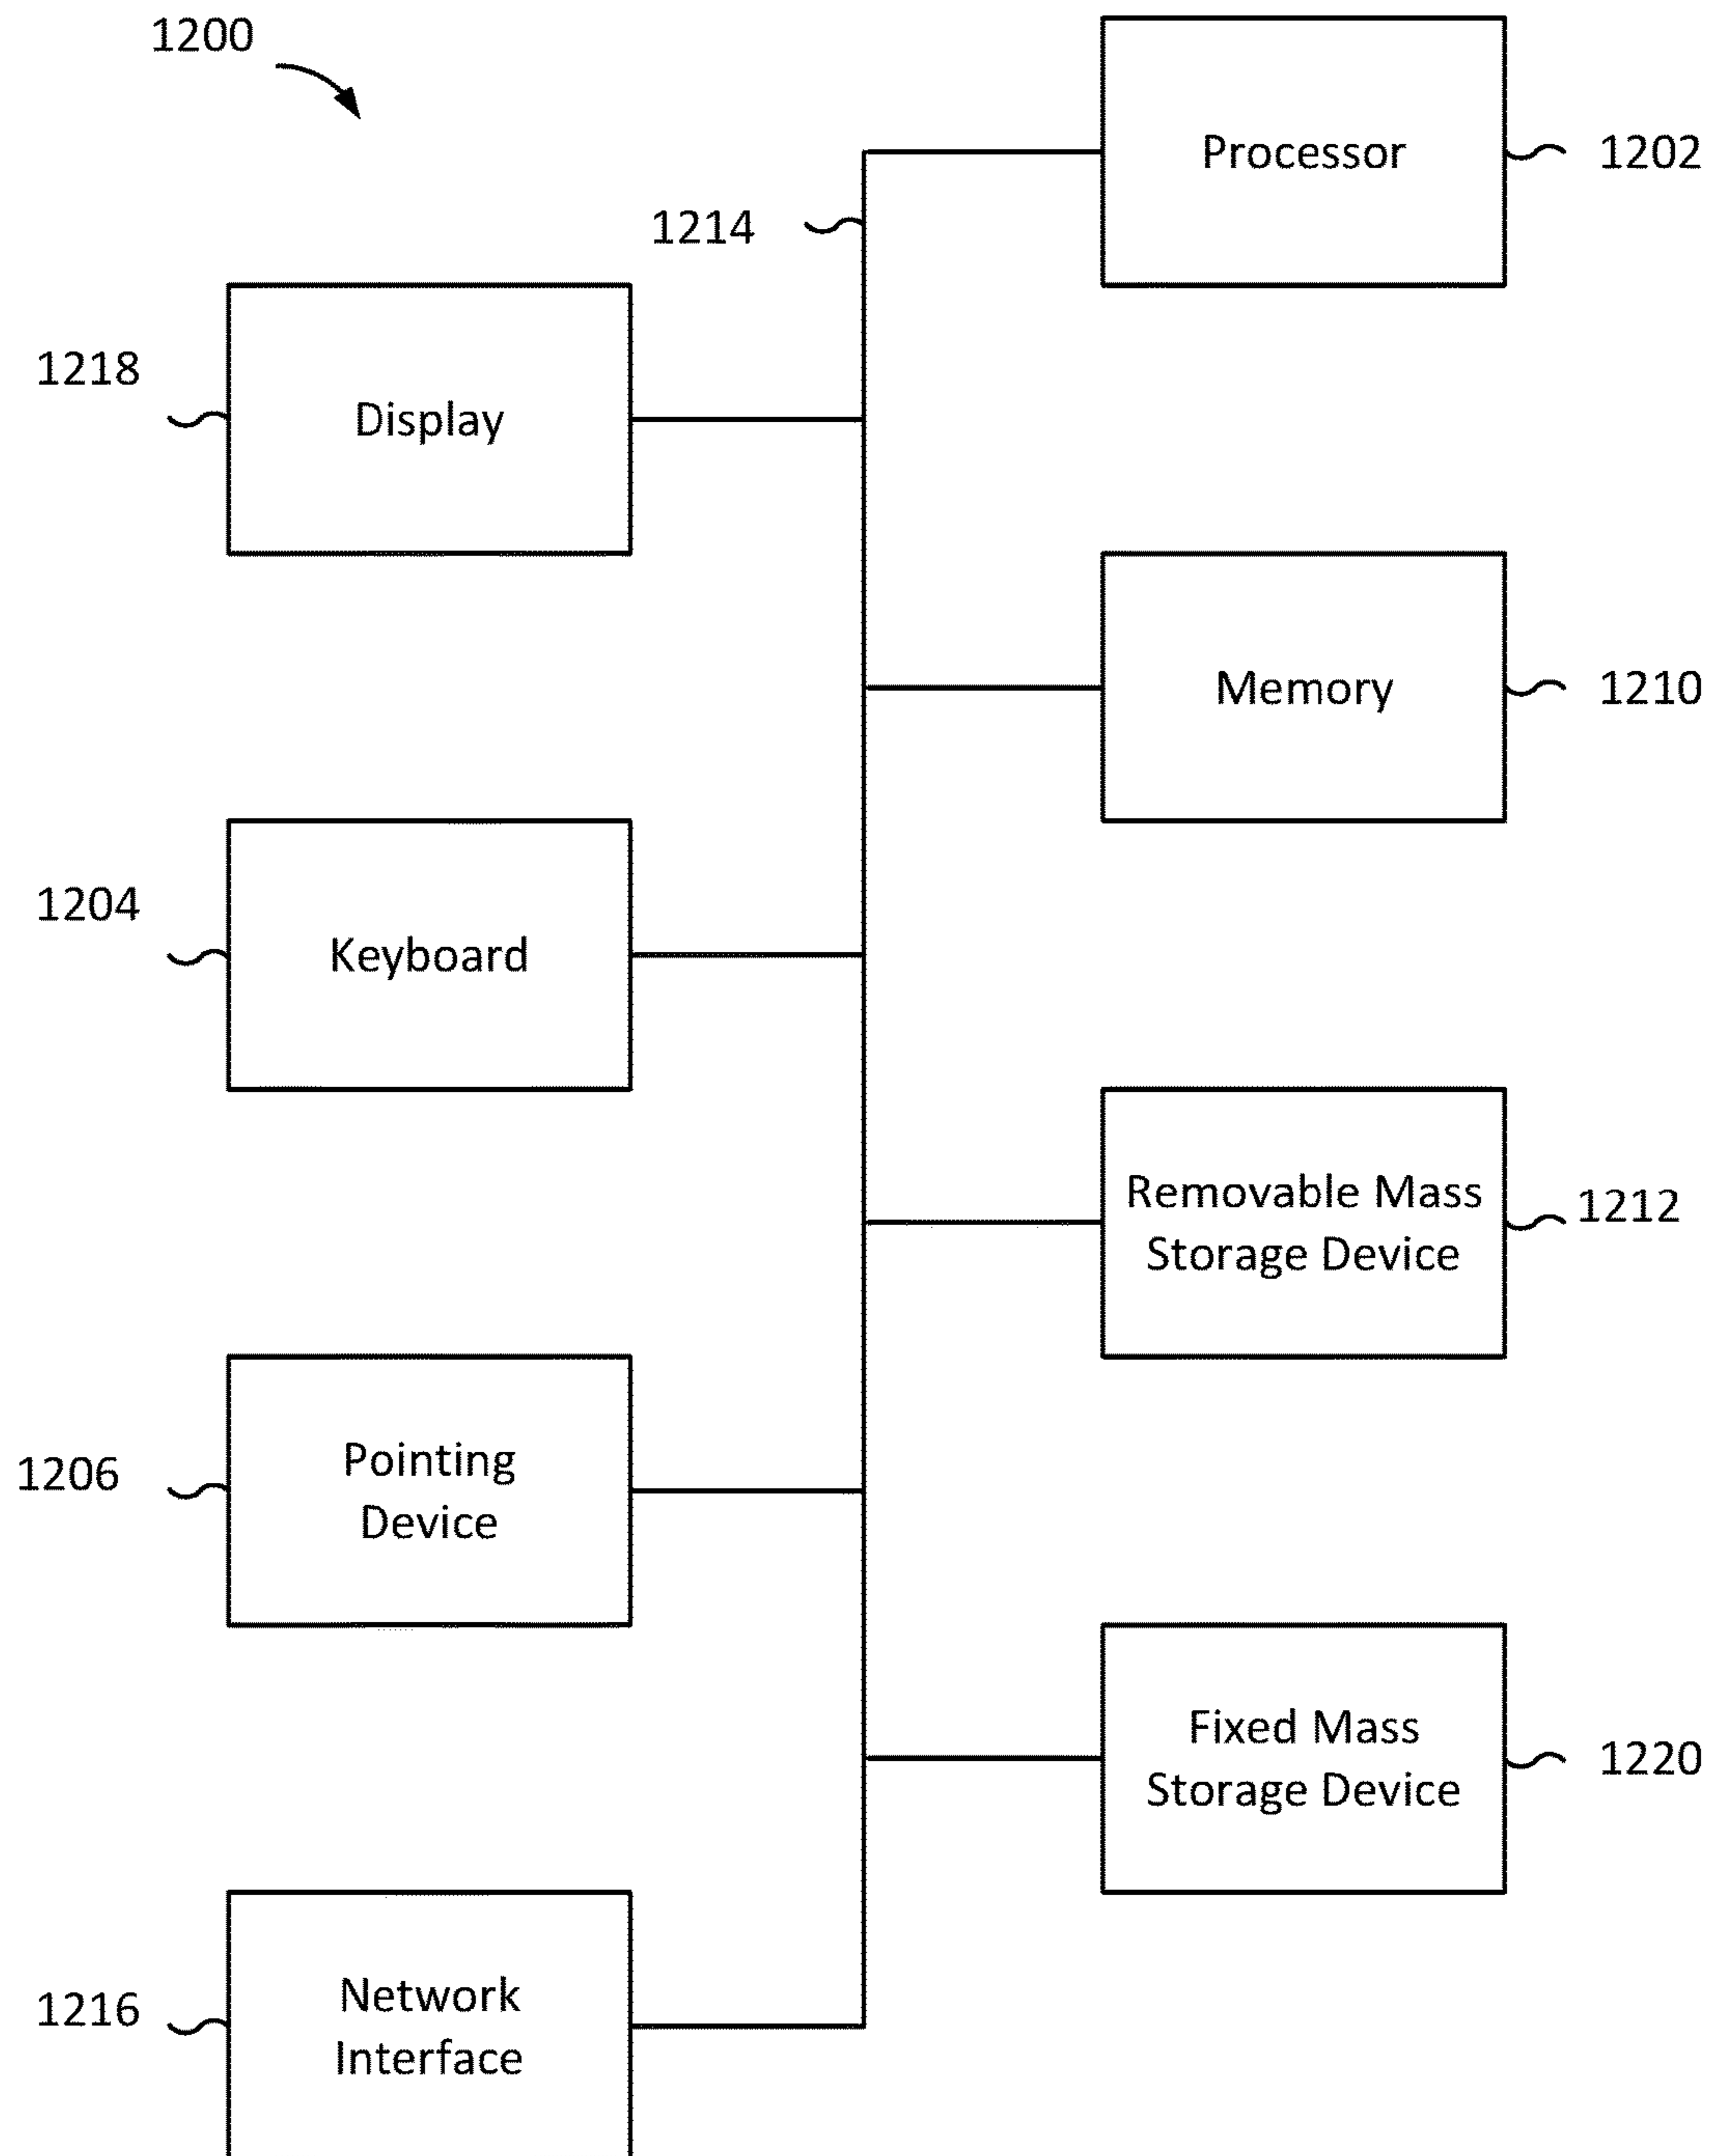 1200
Processor
1202
1214
1218
Display
Memory
1210
1204
Keyboard
Removable Mass
Storage Device
1212
1206
Pointing
Device
Fixed Mass
Storage Device
1220
1216
Network
Interface